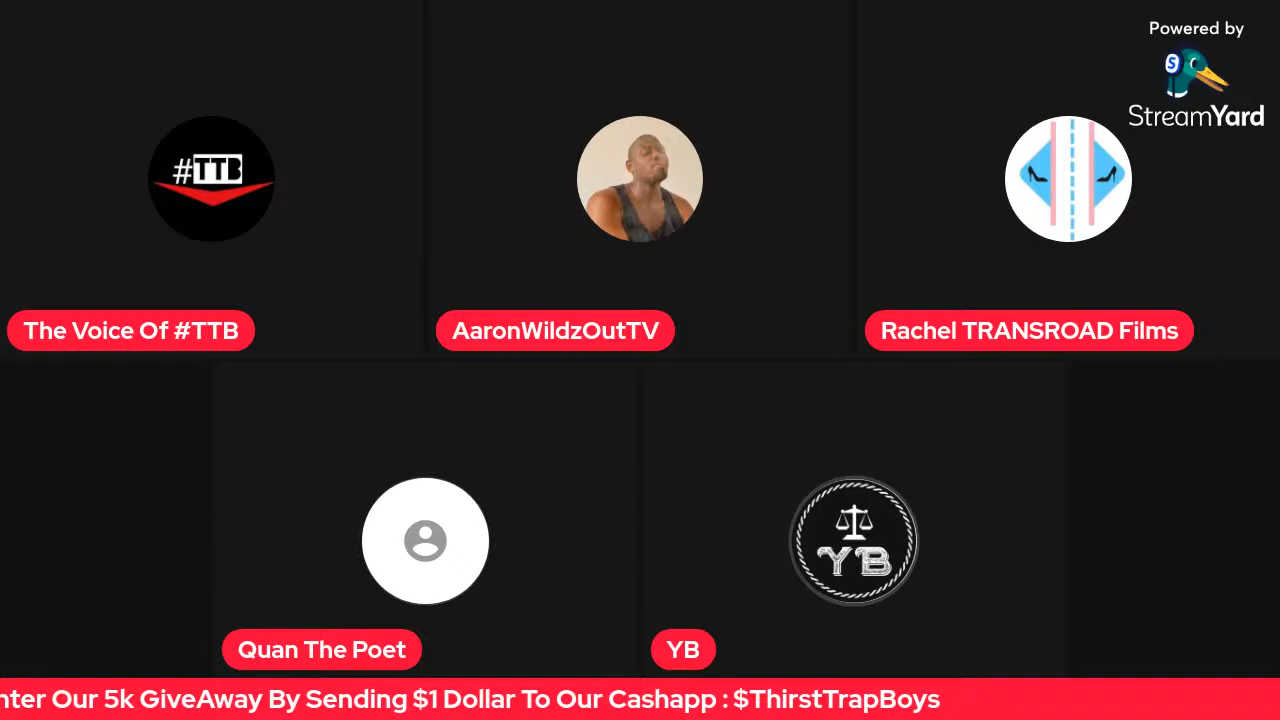 Powered by
S
StreamYard
#TTB
The Voice Of #TTB
AaronWildzOutTV
Rachel TRANSROAD Films
YB
Quan The Poet
YB
nter Our 5k GiveAway By Sending $1 Dollar To Our Cashapp : $ThirstTrapBoys